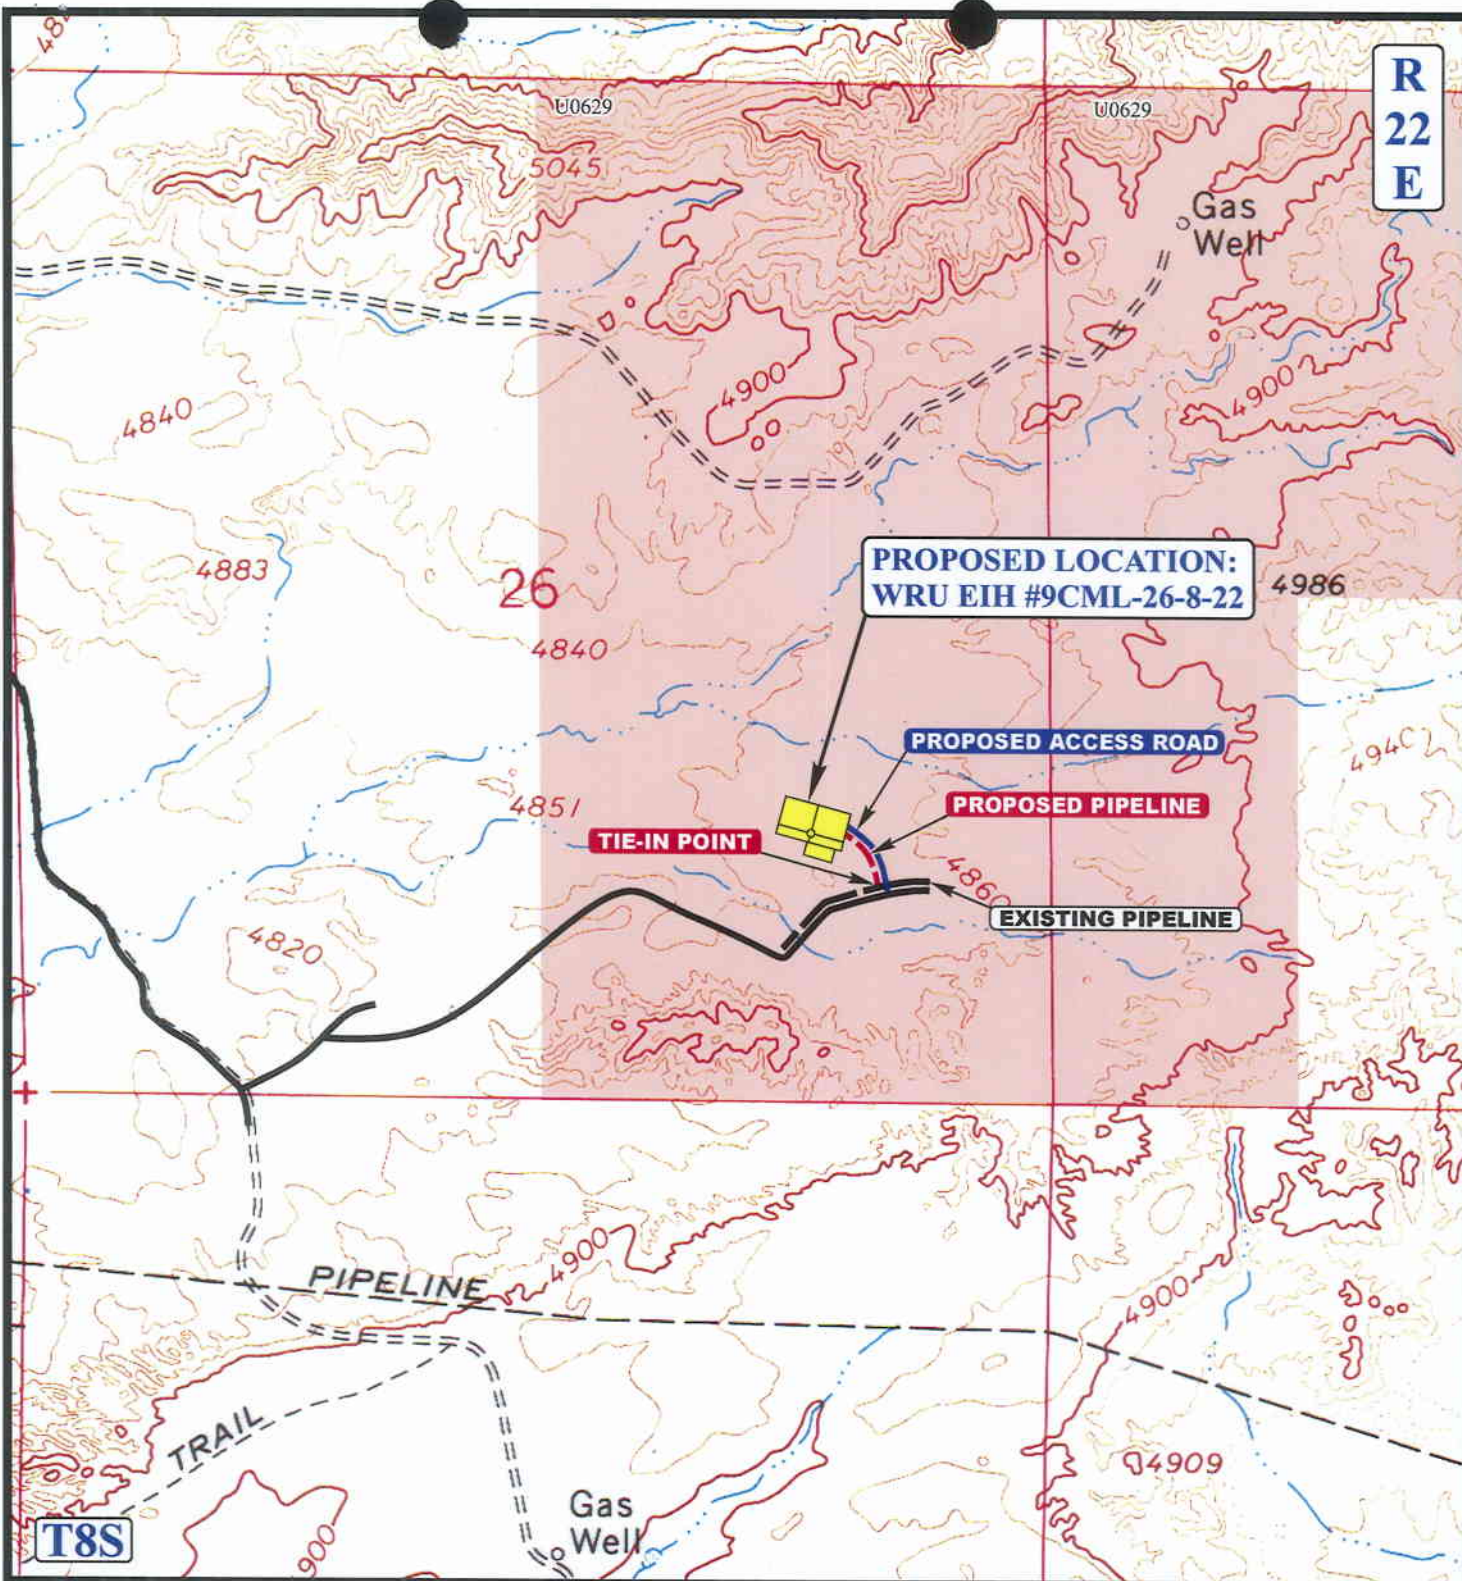 U0629
U0629
R
22
E
5045
Gas
Well
4900
4900
4840
4883
26
PROPOSED LOCATION:
WRU EIH #9CML-26-8-22
4986
4840
PROPOSED ACCESS ROAD
4851
PROPOSED PIPELINE
TIE-IN POINT
4860
EXISTING PIPELINE
4820
4900
PIPELINE
4900
TRAIL
4909
Gas
Well
T8S
900